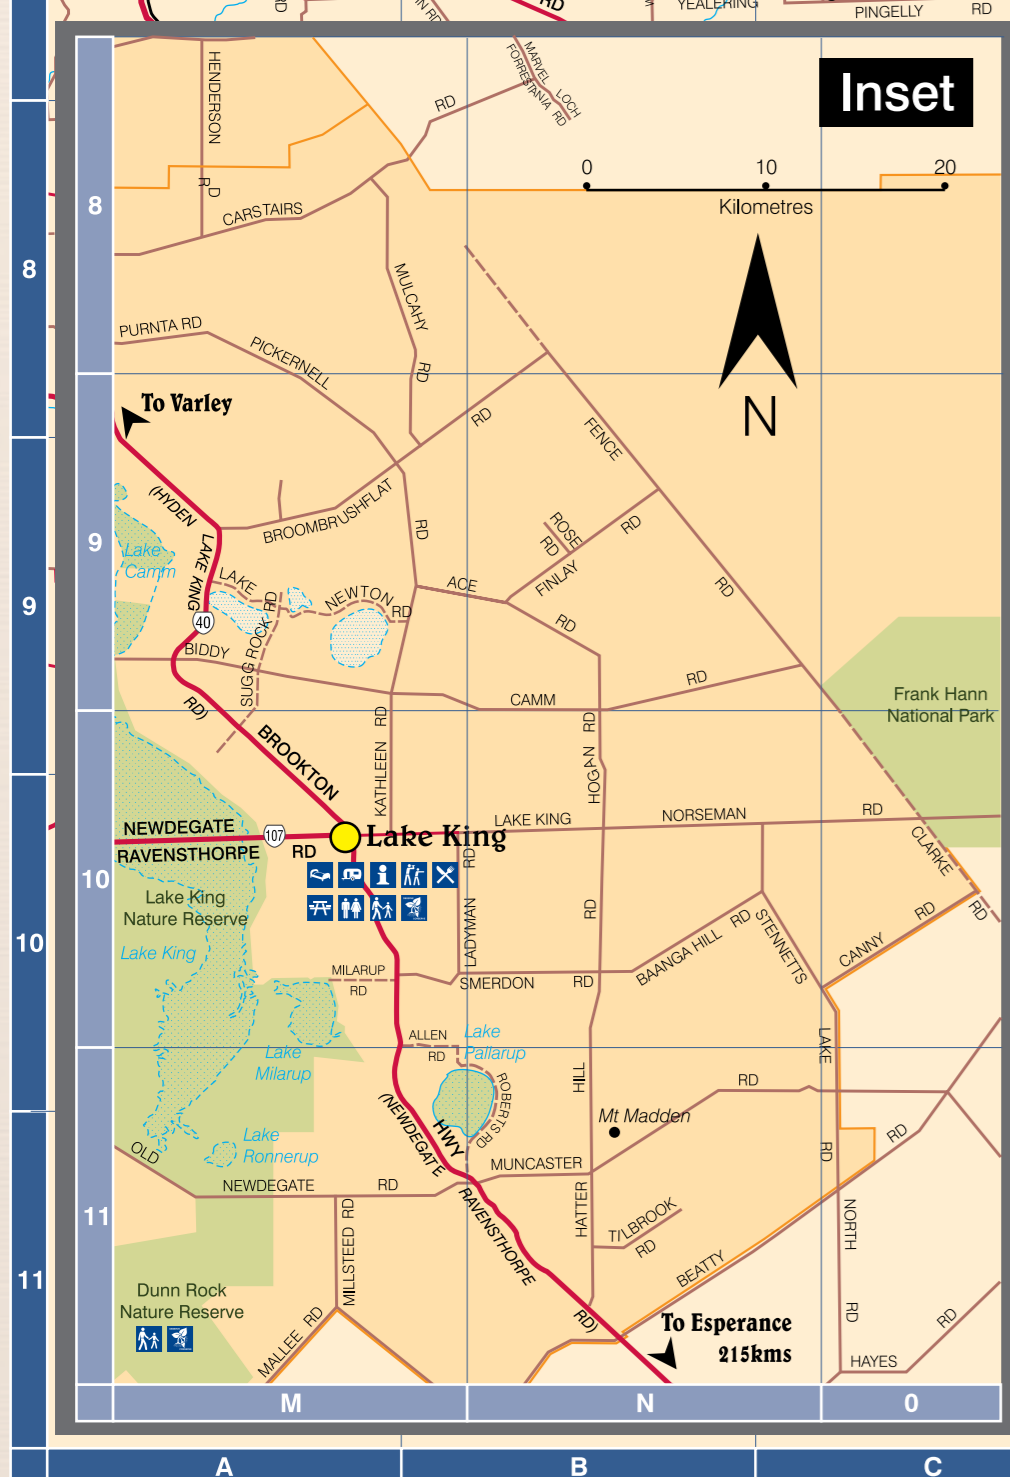 RD
YEALERING
PINGELLY RD
Inset
HENDERSON
RD
MARVEL LOCH
FORRESTANIA RD
RD
0 10 20
Kilometres
8
8
CARSTAIRS
N
MULCAHY
RD
PURNTA RD
PICKERNELL
To Varley
RD
FENCE
(HYDEN
BROOMBRUSHFLAT
RD
ROSE
RD
RD
9
9
Lake
Camm
LAKE KING
LAKE
NEWTON
RD
ACE
FINLAY
RD
RD
40
SUGG ROCK RD
BIDDY
RD)
CAMM
RD
Frank Hann
National Park
BROOKTON
KATHLEEN RD
HOGAN RD
NEWDEGATE
107
RAVENSTHORPE RD
Lake King
LAKE KING
NORSEMAN
RD
CLARKE
RD
10
10
Lake King
Nature Reserve
Lake King
LADYMAN RD
RD
BAANGA HILL RD
STENNETTS
CANNY RD
MILARUP
RD
SMERDON RD
ALLEN
RD
Lake
Pallarup
LAKE
Lake
Milarup
ROBERTS RD
HILL
RD
Mt Madden
(NEWDEGATE
HWY
Lake
Ronnerup
OLD
NEWDEGATE RD
MUNCASTER
RD
RD
11
11
RAVENSTHORPE
HATTER
TILBROOK
RD
NORTH
MILLSTEED RD
BEATTY
Dunn Rock
Nature Reserve
MALLEE RD
RD)
To Esperance
215kms
RD
RD
HAYES
M N O
A B C